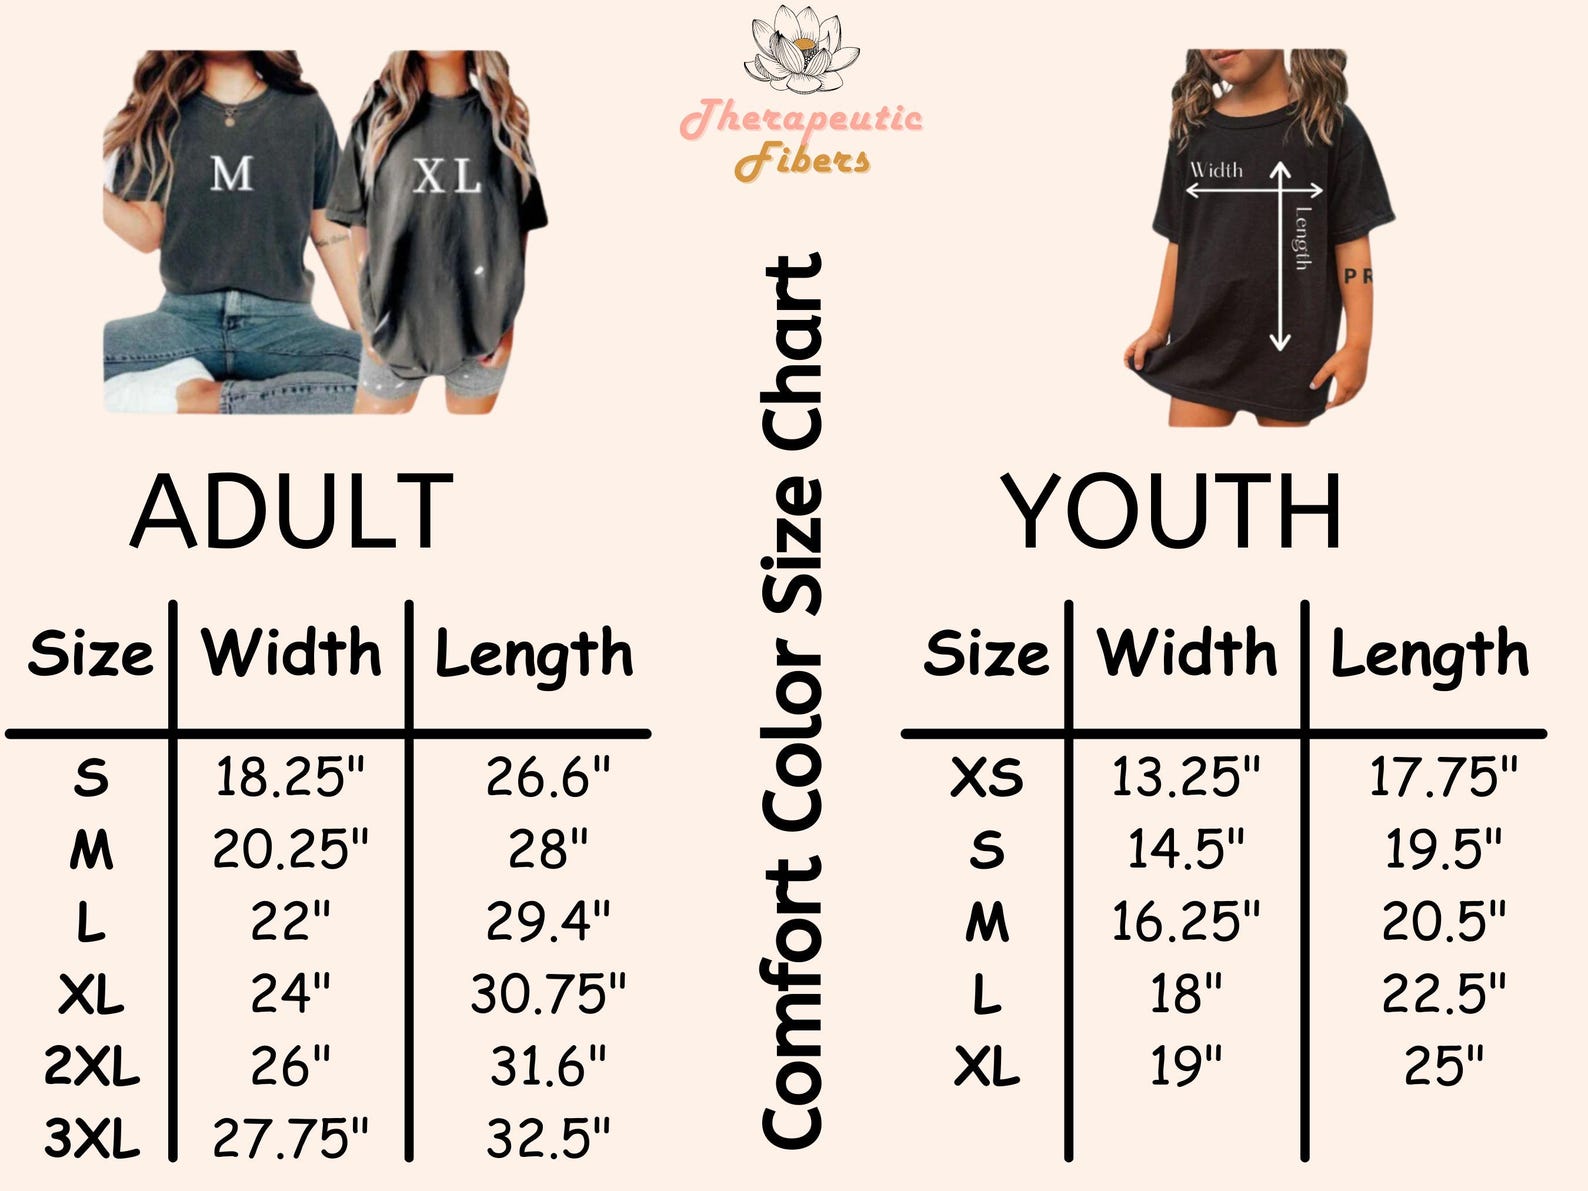 Therapeutic
Fibers
M
XL
Width
Length
PR
Comfort Color Size Chart
ADULT
Size Width Length
S 18.25" 26.6"
M 20.25" 28"
L 22" 29.4"
XL 24" 30.75"
2XL 26" 31.6"
3XL 27.75" 32.5"
YOUTH
Size Width Length
XS 13.25" 17.75"
S 14.5" 19.5"
M 16.25" 20.5"
L 18" 22.5"
XL 19" 25"